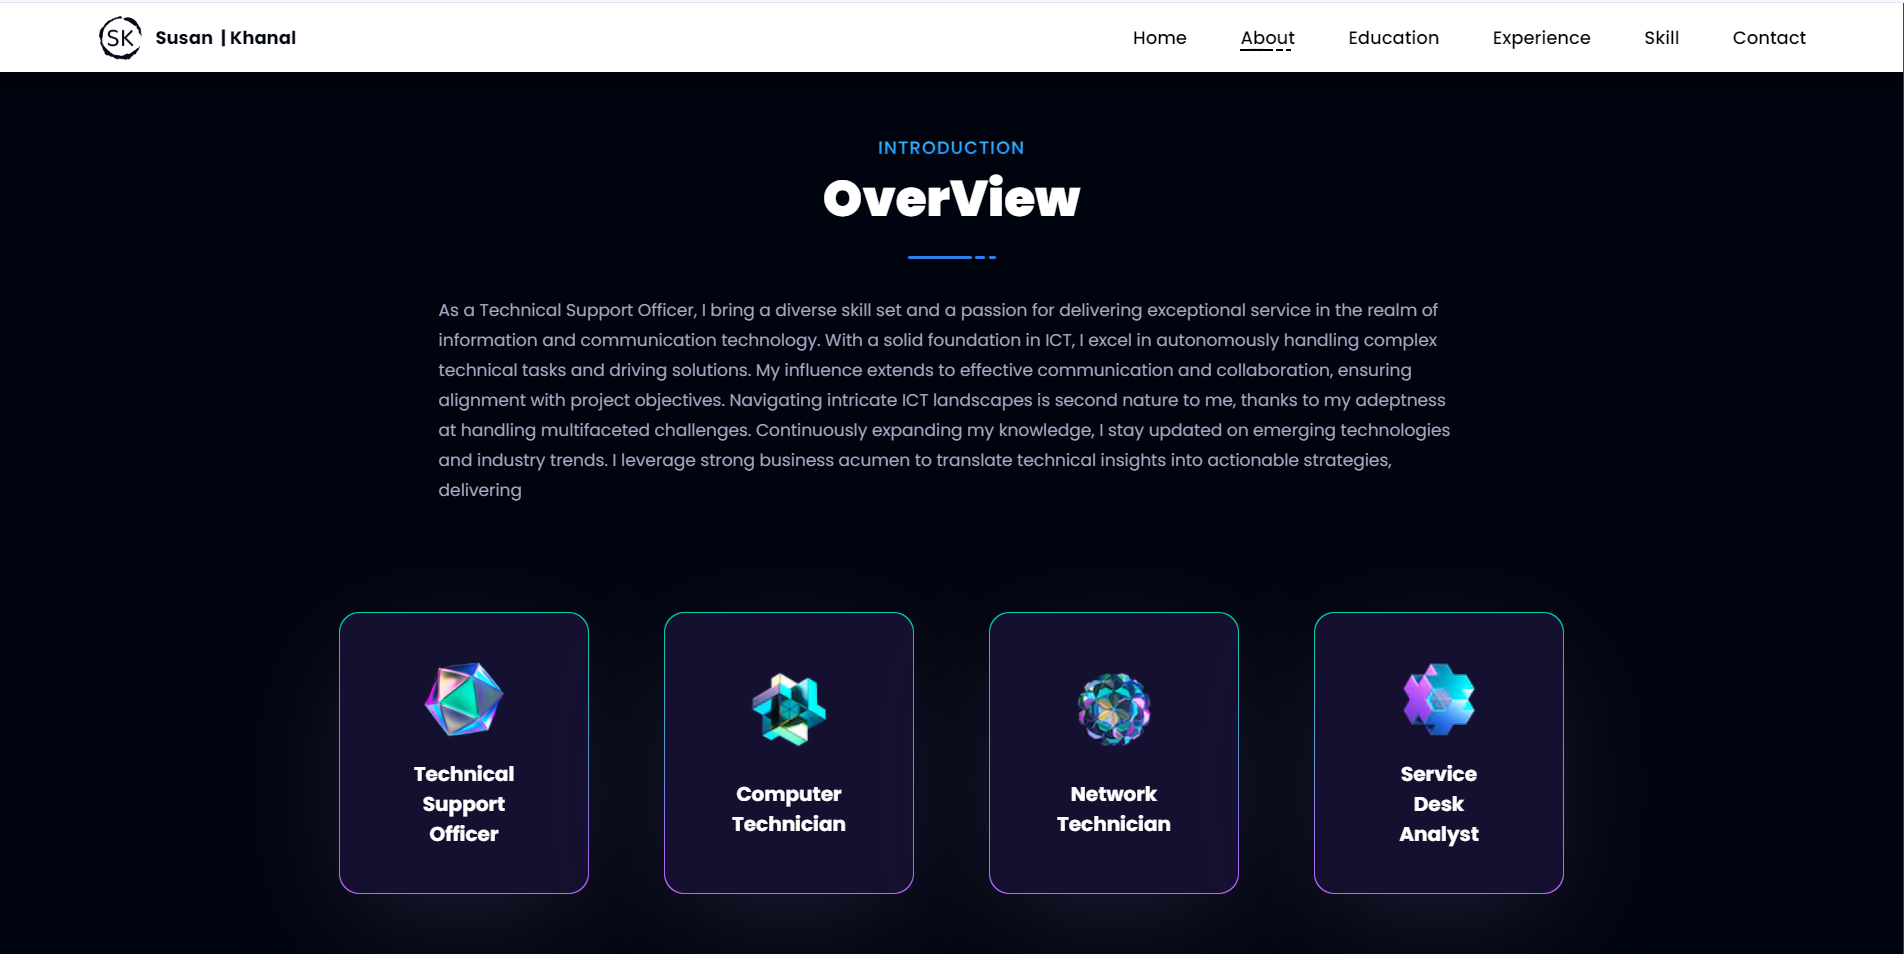 SK Susan | Khanal Home About Education Experience Skill Contact
INTRODUCTION
OverView
As a Technical Support Officer, I bring a diverse skill set and a passion for delivering exceptional service in the realm of
information and communication technology. With a solid foundation in ICT, I excel in autonomously handling complex
technical tasks and driving solutions. My influence extends to effective communication and collaboration, ensuring
alignment with project objectives. Navigating intricate ICT landscapes is second nature to me, thanks to my adeptness
at handling multifaceted challenges. Continuously expanding my knowledge, I stay updated on emerging technologies
and industry trends. I leverage strong business acumen to translate technical insights into actionable strategies,
delivering
Technical
Support
Officer
Computer
Technician
Network
Technician
Service
Desk
Analyst